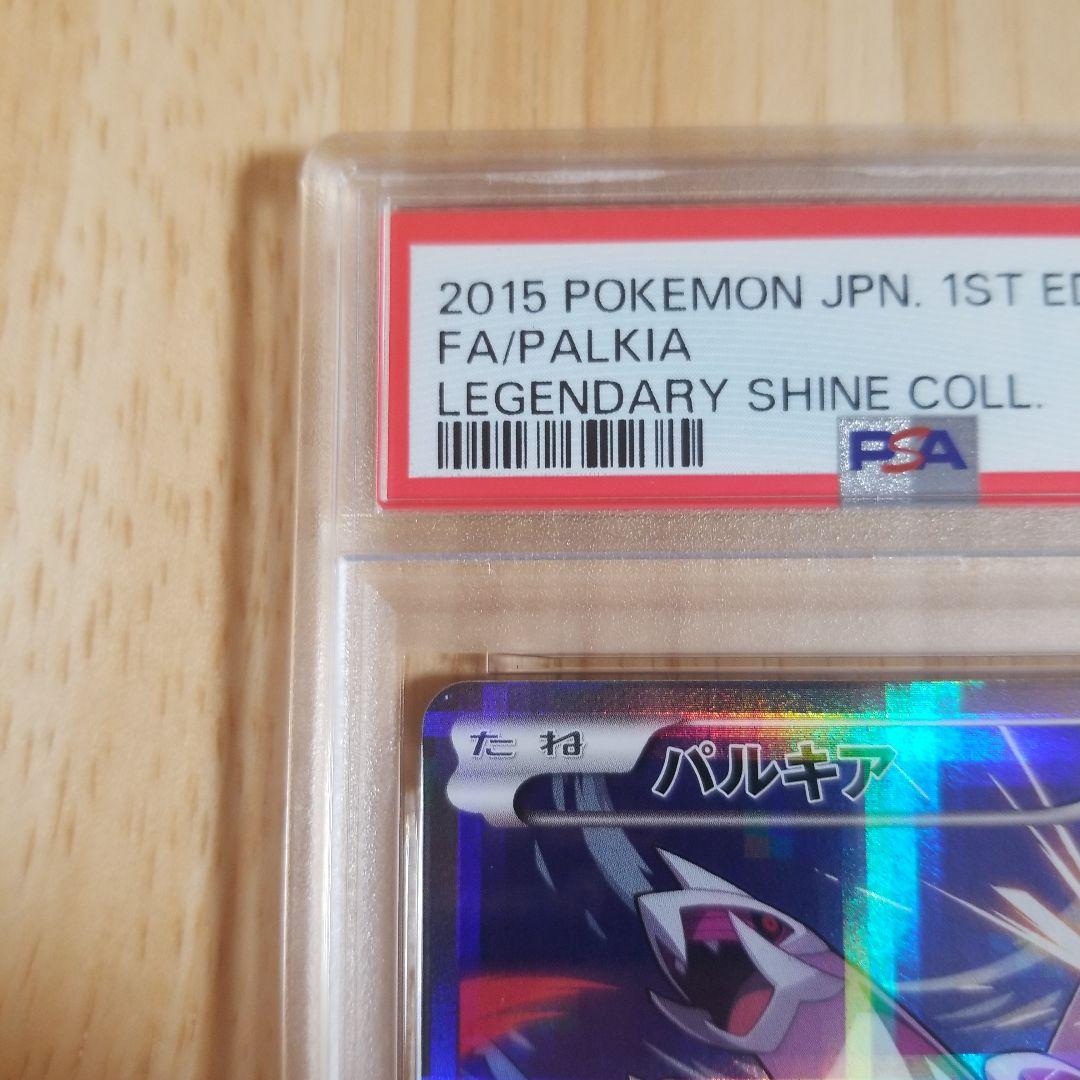 2015 POKEMON JPN. 1ST ED
FA/PALKIA
LEGENDARY SHINE COLL.
PSA
たね パルキア